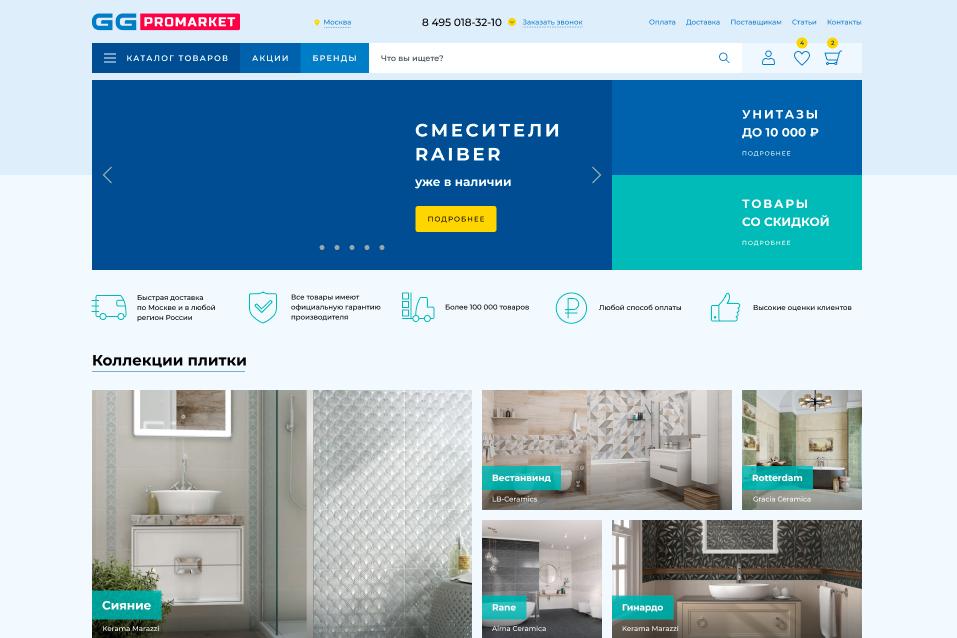 GG PROMARKET
Москва
8 495 018-32-10
Заказать звонок
Оплата
Доставка
Поставщикам
Статьи
Контакты
КАТАЛОГ ТОВАРОВ
АКЦИИ
БРЕНДЫ
Что вы ищете?
4
2
СМЕСИТЕЛИ
RAIBER
уже в наличии
ПОДРОБНЕЕ
УНИТАЗЫ
ДО 10 000 ₽
ПОДРОБНЕЕ
ТОВАРЫ
СО СКИДКОЙ
ПОДРОБНЕЕ
Быстрая доставка
по Москве и в любой
регион России
Все товары имеют
официальную гарантию
производителя
Более 100 000 товаров
Любой способ оплаты
Высокие оценки клиентов
Коллекции плитки
Сияние
Kerama Marazzi
Вестанвинд
LB-Ceramics
Rotterdam
Gracia Ceramica
Rane
Alma Ceramica
Гинардо
Kerama Marazzi